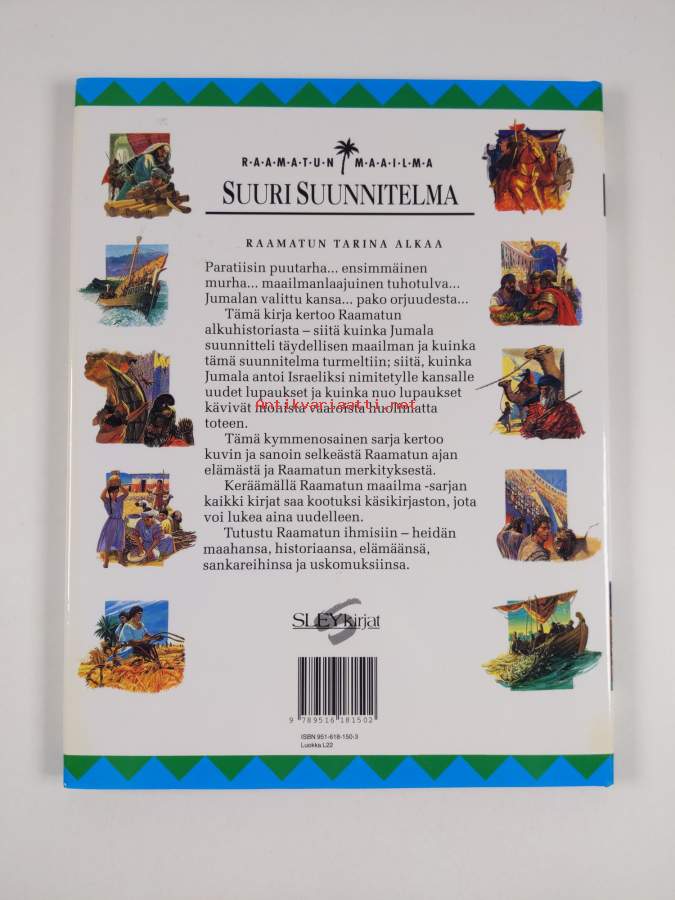 R·A·A·M·A·T·U·N M·A·A·I·L·M·A
SUURI SUUNNITELMA
RAAMATUN TARINA ALKAA
Paratiisin puutarha... ensimmäinen
murha... maailmanlaajuinen tuhotulva...
Jumalan valittu kansa... pako orjuudesta...
Tämä kirja kertoo Raamatun
alkuhistoriasta – siitä kuinka Jumala
suunnitteli täydellisen maailman ja kuinka
tämä suunnitelma turmeltiin; siitä, kuinka
Jumala antoi Israeliksi nimitetylle kansalle
uudet lupaukset ja kuinka nuo lupaukset
Antikvariaatti.net
kävivät monista vaaroista huolimatta
toteen.
Tämä kymmenosainen sarja kertoo
kuvin ja sanoin selkeästä Raamatun ajan
elämästä ja Raamatun merkityksestä.
Keräämällä Raamatun maailma -sarjan
kaikki kirjat saa kootuksi käsikirjaston, jota
voi lukea aina uudelleen.
Tutustu Raamatun ihmisiin – heidän
maahansa, historiaansa, elämäänsä,
sankareihinsa ja uskomuksiinsa.
SLEY kirjat
9 789516 181502
ISBN 951-618-150-3
Luokka L22